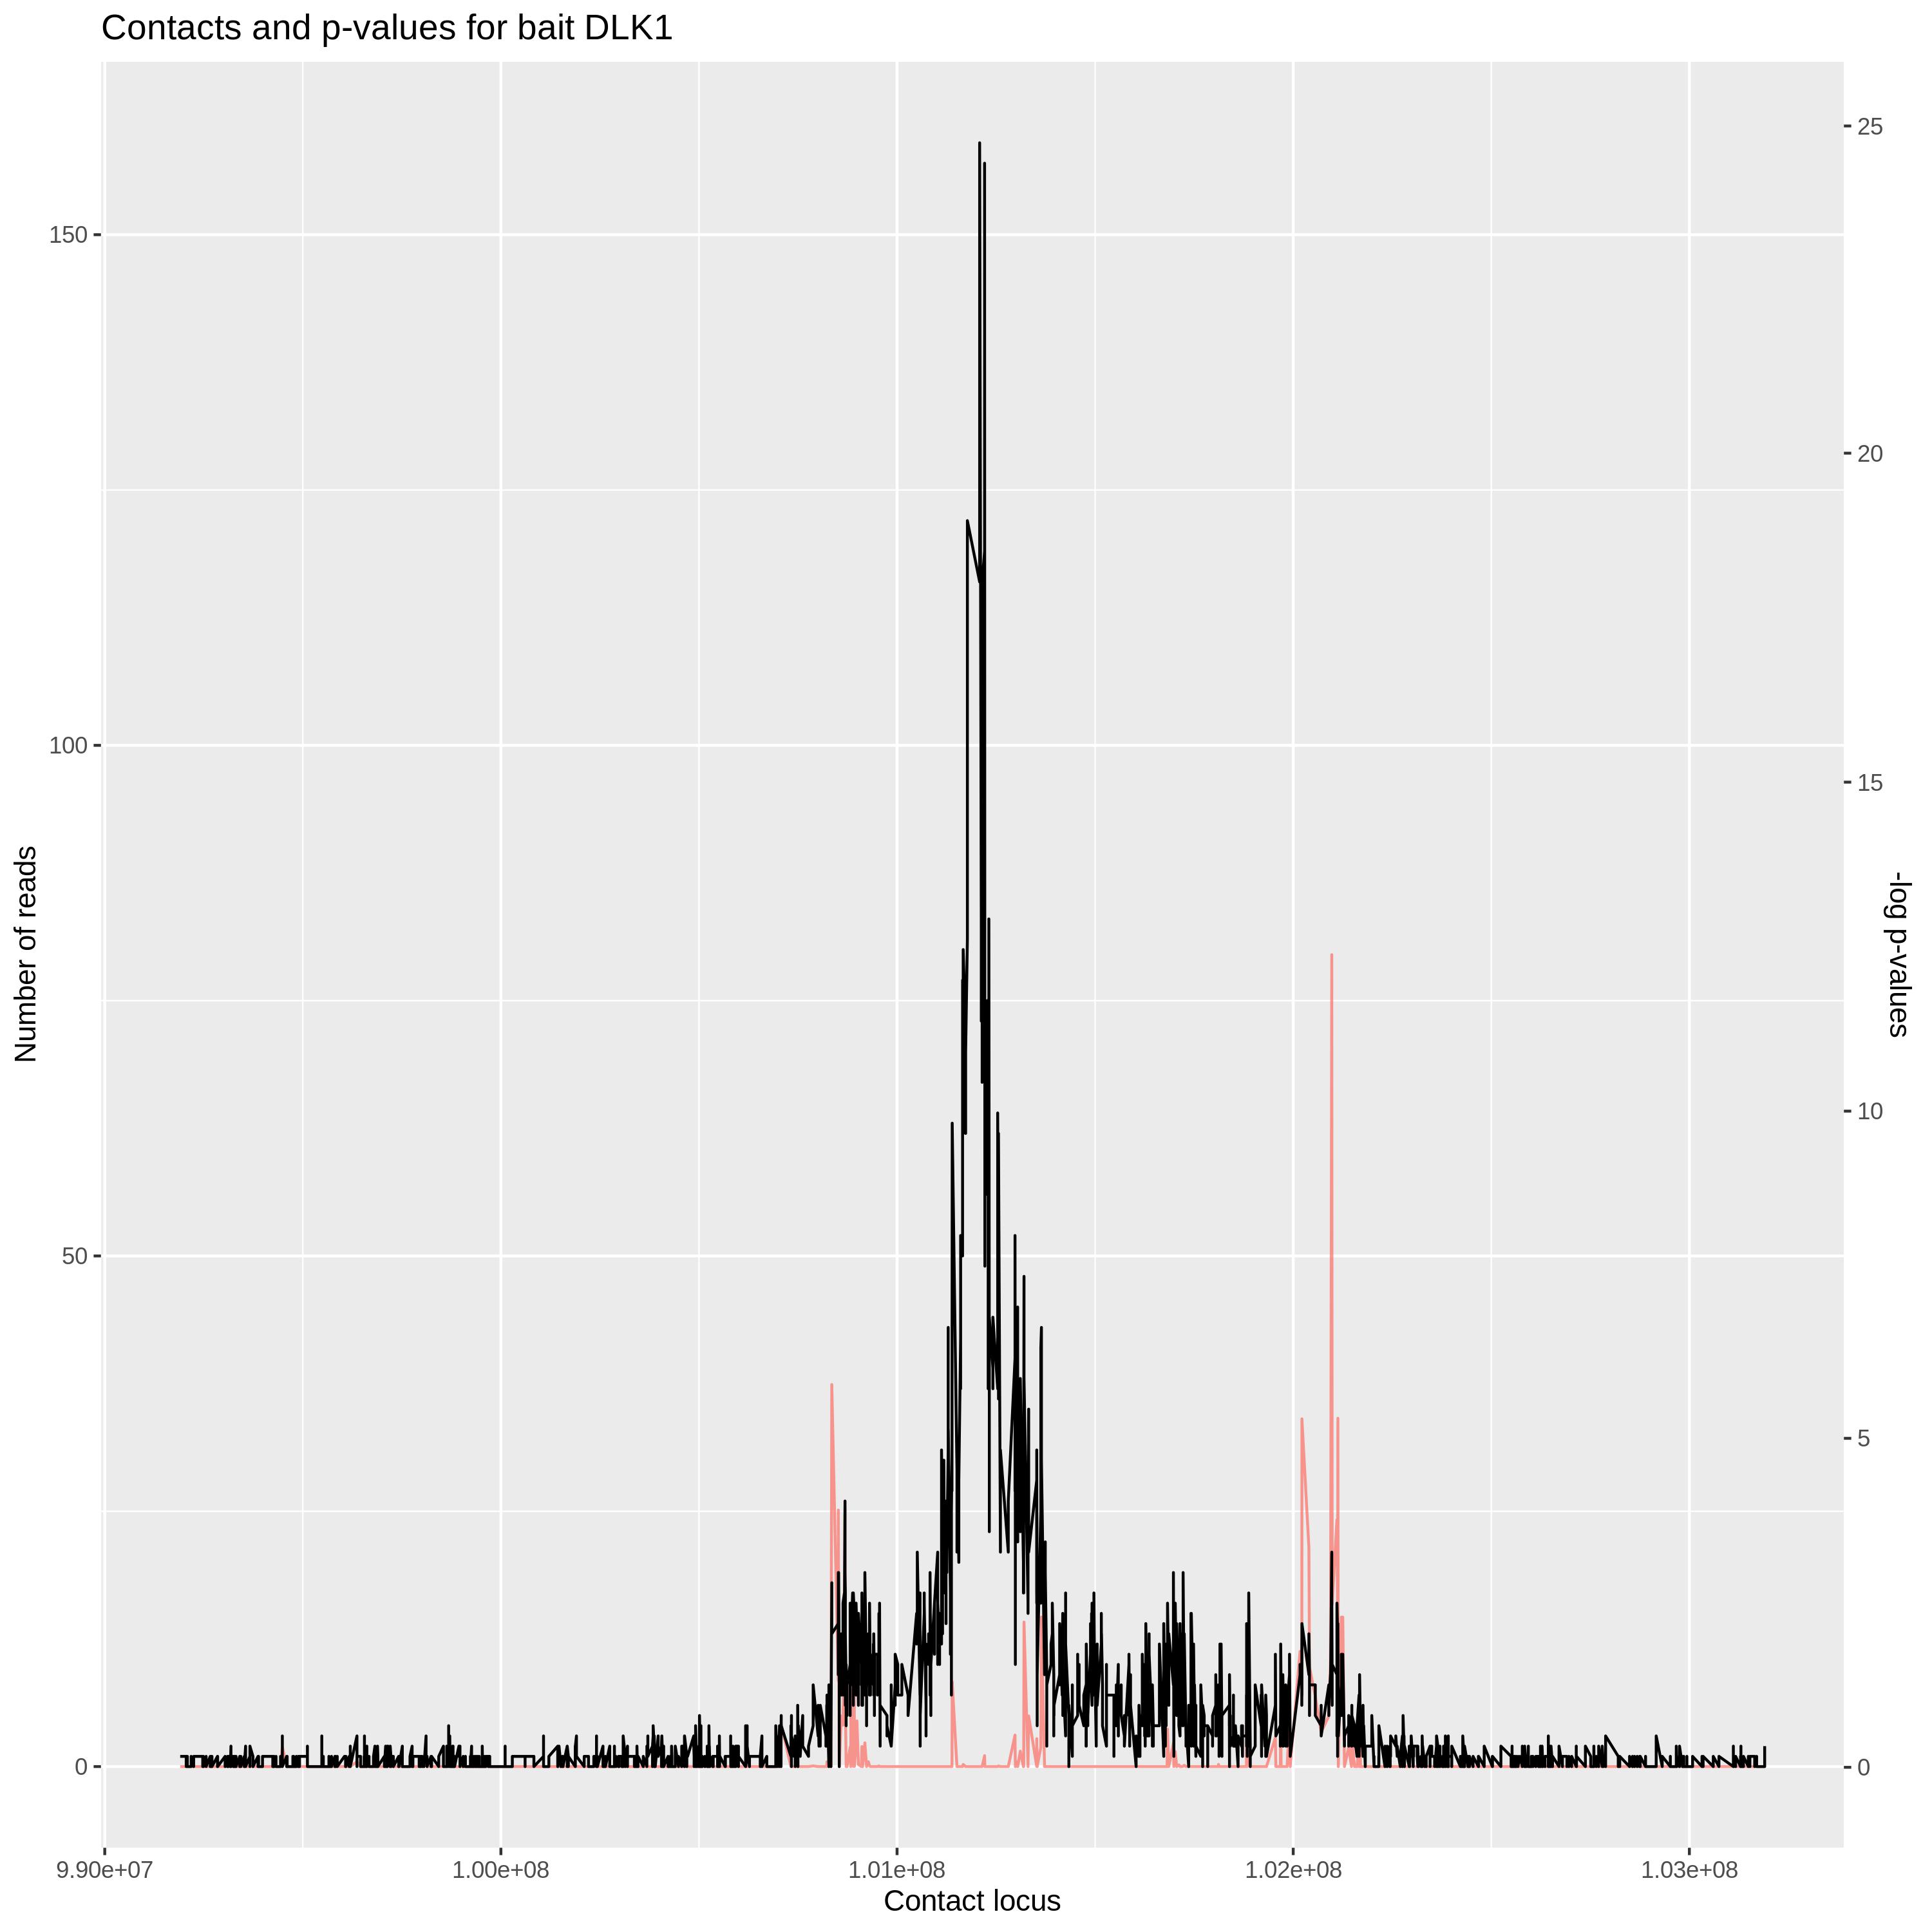 Contacts and p-values for bait DLK1
150
100
50
0
Number of reads
25
20
15
10
5
0
-log p-values
9.90e+07
1.00e+08
1.01e+08
1.02e+08
1.03e+08
Contact locus